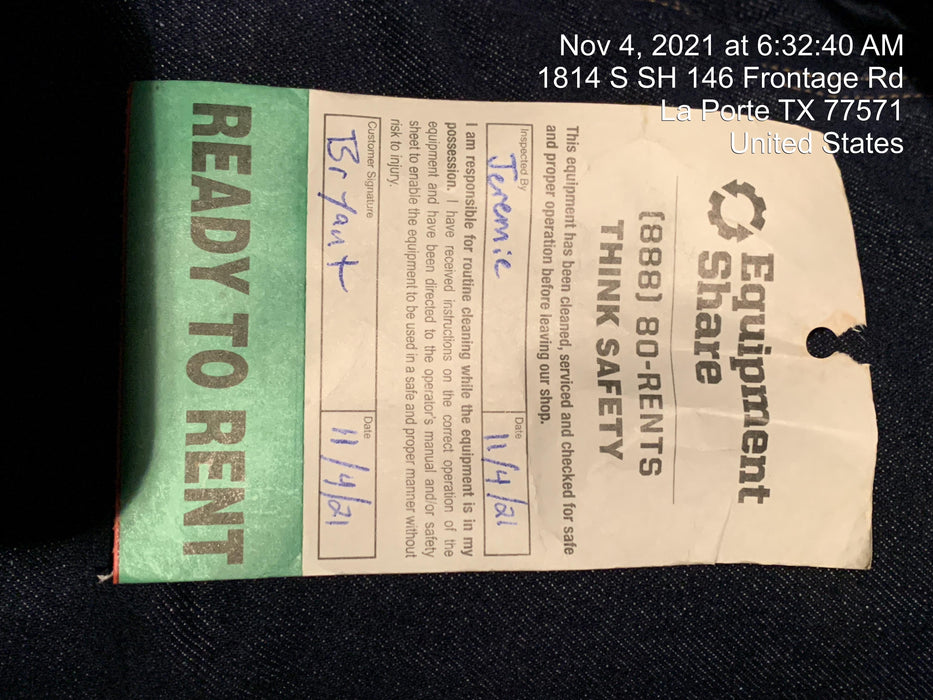 Nov 4, 2021 at 6:32:40 AM
1814 S SH 146 Frontage Rd
La Porte TX 77571
United States
Equipment
Share
(888) 80-RENTS
THINK SAFETY
This equipment has been cleaned, serviced and checked for safe
and proper operation before leaving our shop.
Inspected By
Jeremie
Date
11/4/21
I am responsible for routine cleaning while the equipment is in my
possession. I have received instructions on the correct operation of the
equipment and have been directed to the operator's manual and/or safety
sheet to enable the equipment to be used in a safe and proper manner without
risk to injury.
Customer Signature
Bryant
Date
11/4/21
READY TO RENT